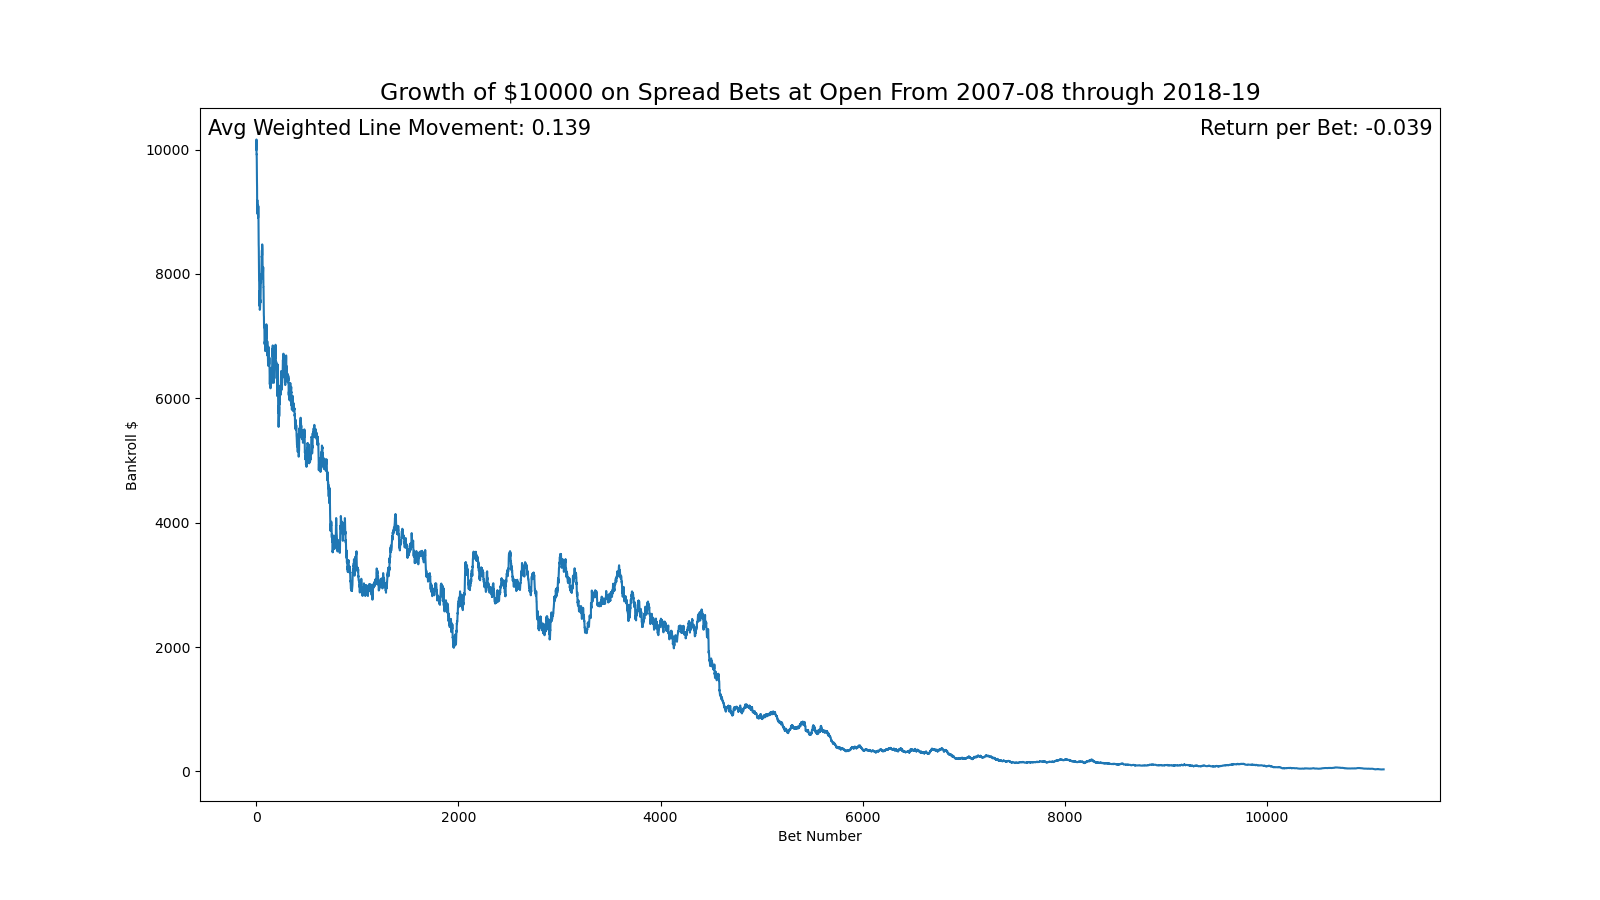 Growth of $10000 on Spread Bets at Open From 2007-08 through 2018-19
Avg Weighted Line Movement: 0.139
Return per Bet: -0.039
10000
8000
6000
4000
2000
0
Bankroll $
0
2000
4000
6000
8000
10000
Bet Number